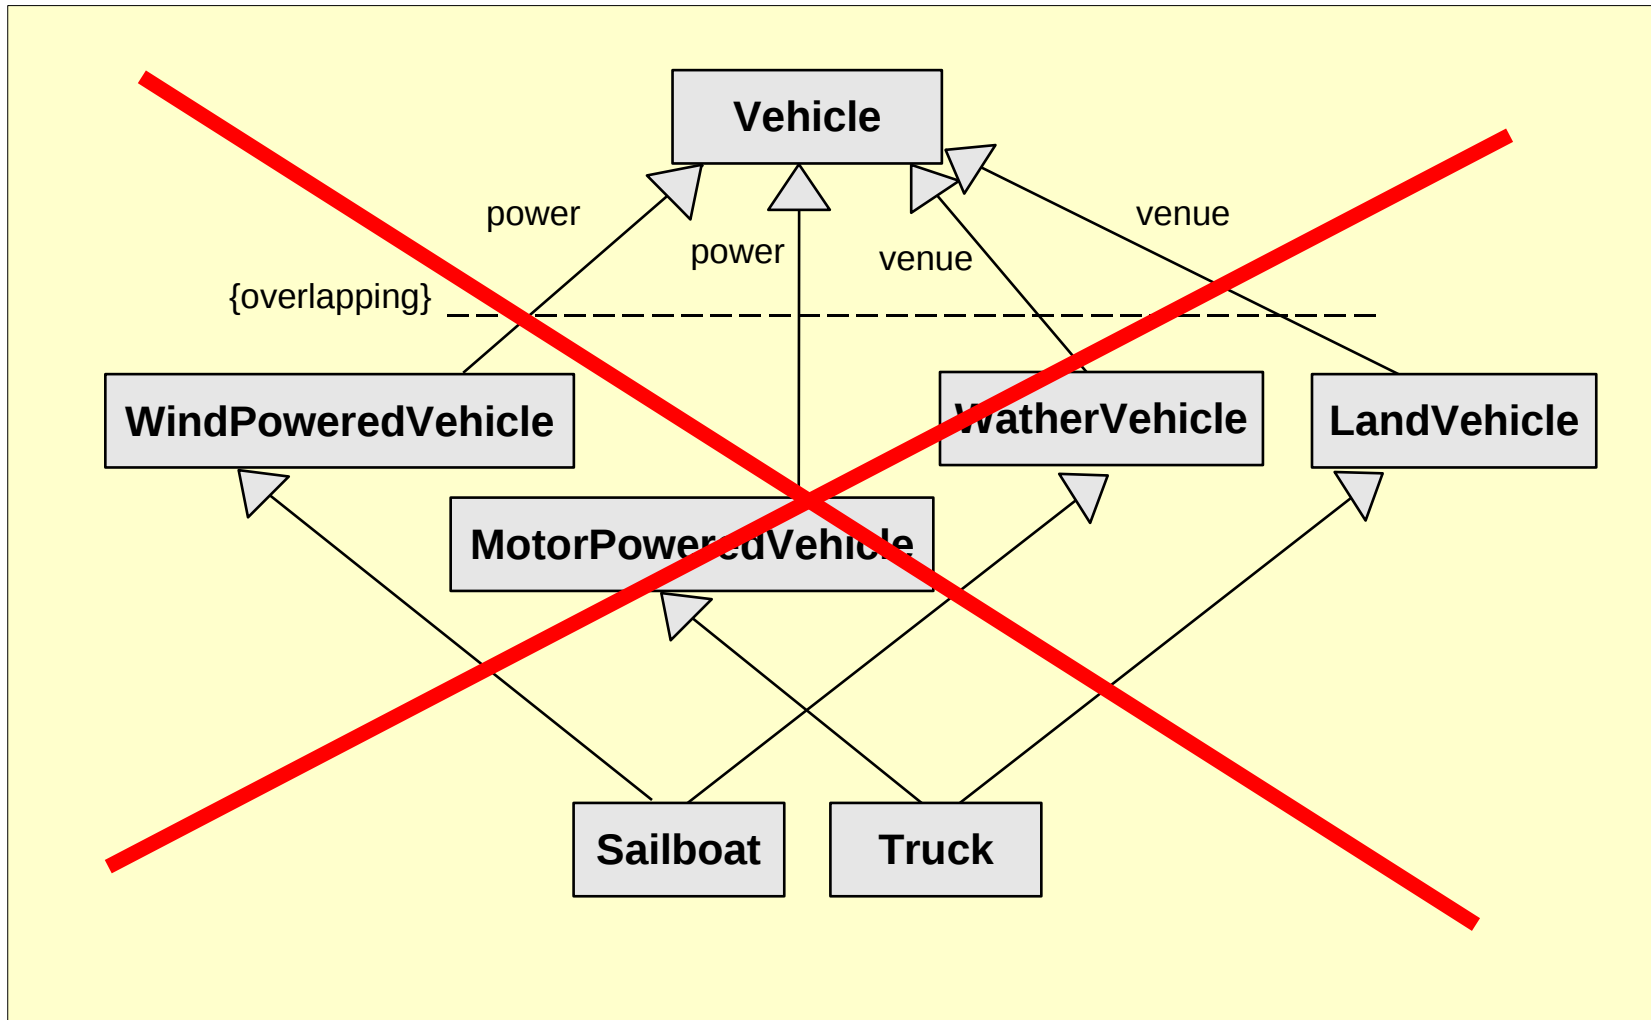 Vehicle
power
venue
power
venue
{overlapping}
WindPoweredVehicle
WatherVehicle
LandVehicle
MotorPoweredVehicle
Sailboat
Truck